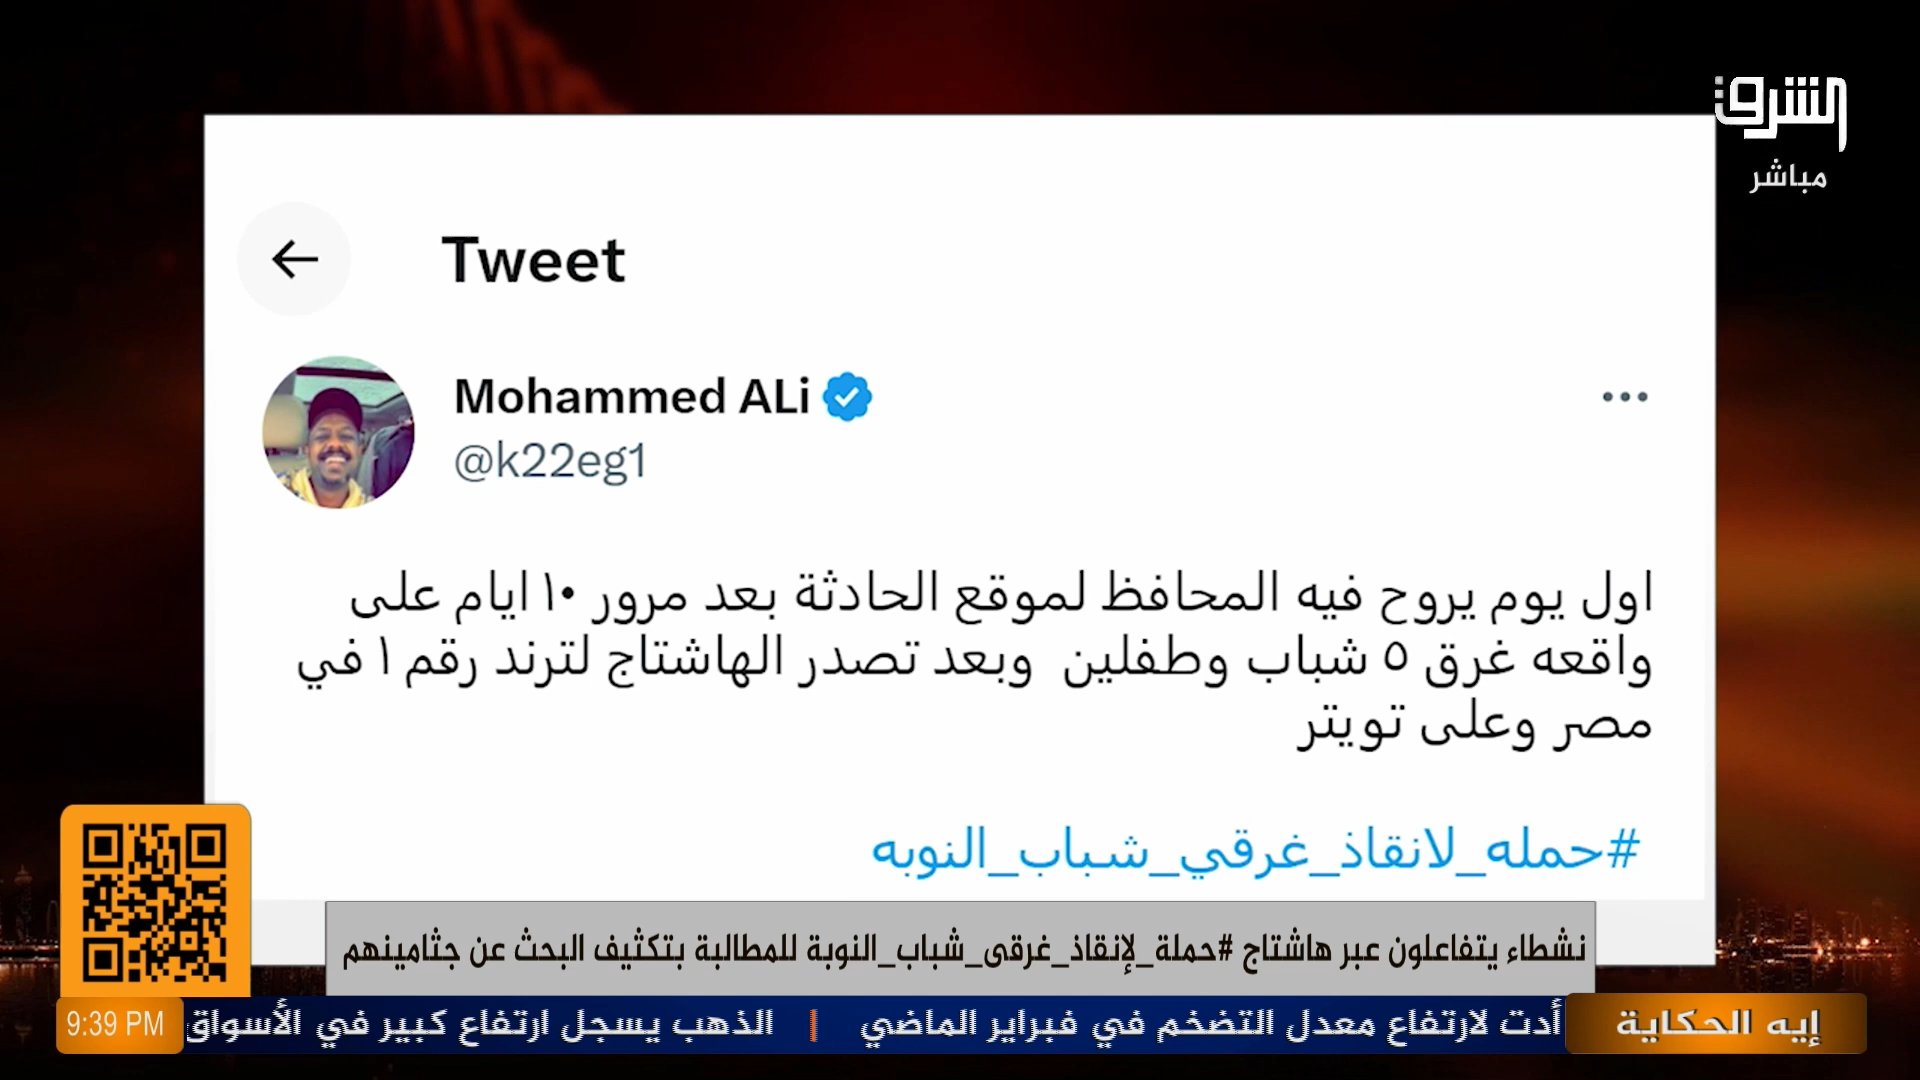 الشرق
مباشر
Tweet
Mohammed ALi
@k22eg1
اول يوم يروح فيه المحافظ لموقع الحادثة بعد مرور ١٠ ايام على
واقعه غرق ٥ شباب وطفلين وبعد تصدر الهاشتاج لترند رقم ١ في
مصر وعلى تويتر
#حمله_لانقاذ_غرقي_شباب_النوبه
نشطاء يتفاعلون عبر هاشتاج #حملة_لإنقاذ_غرقى_شباب_النوبة للمطالبة بتكثيف البحث عن جثامينهم
إيه الحكاية
أدت لارتفاع معدل التضخم في فبراير الماضي | الذهب يسجل ارتفاع كبير في الأسواق
9:39 PM